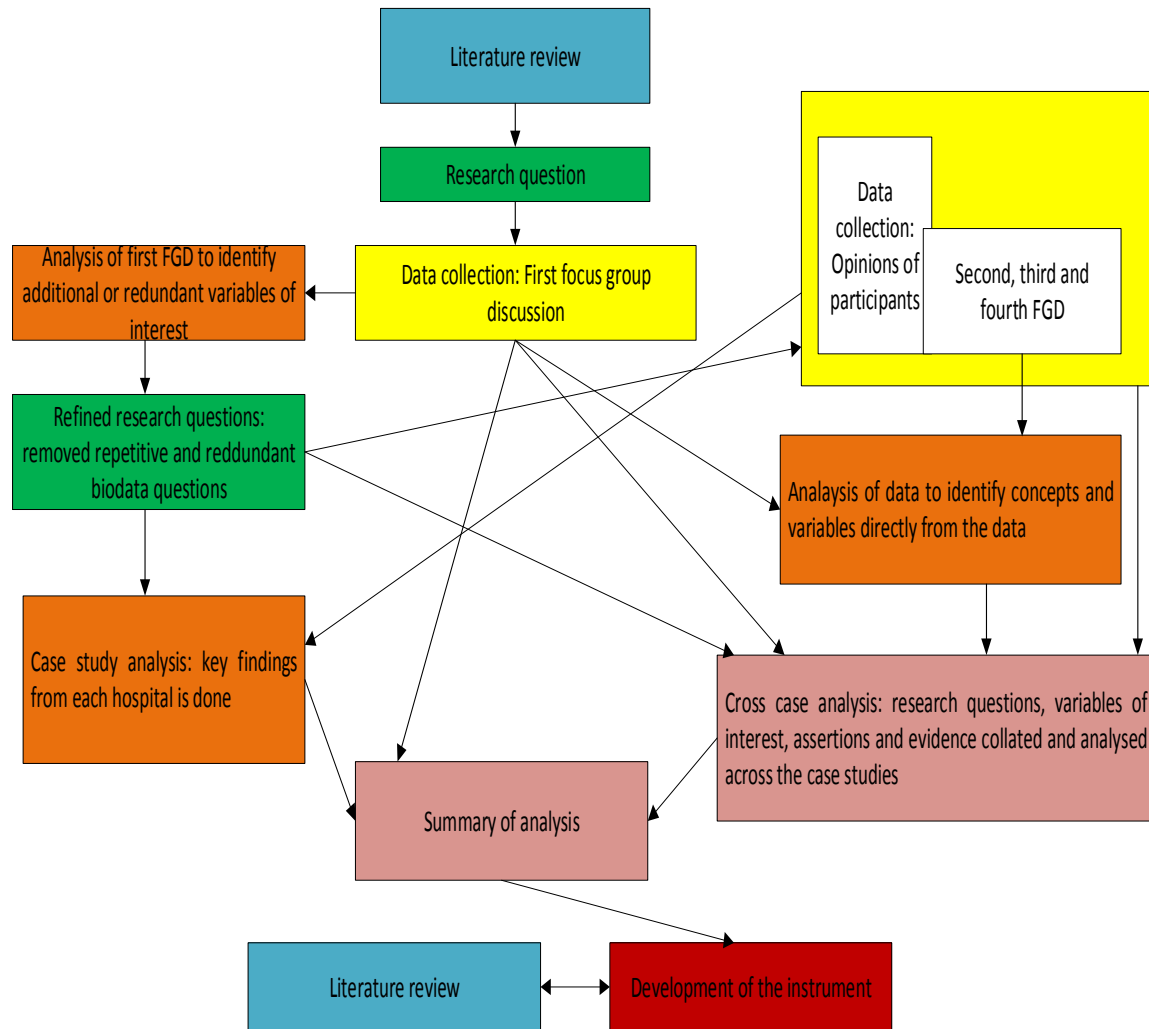 Literature review
Research question
Data collection: First focus group
discussion
Analysis of first FGD to identify
additional or redundant variables of
interest
Data
collection:
Opinions of
participants
Second, third and
fourth FGD
Refined research questions:
removed repetitive and reddundant
biodata questions
Analaysis of data to identify concepts and
variables directly from the data
Case study analysis: key findings
from each hospital is done
Cross case analysis: research questions, variables of
interest, assertions and evidence collated and analysed
across the case studies
Summary of analysis
Literature review
Development of the instrument